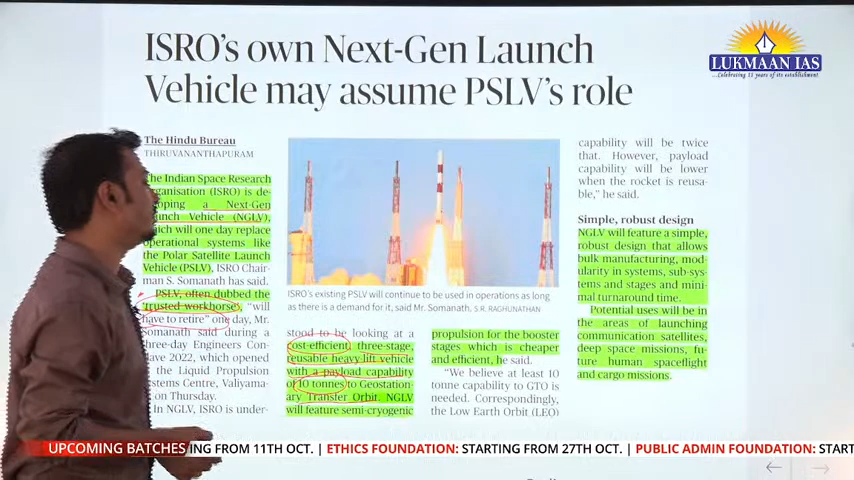 ISRO's own Next-Gen Launch
Vehicle may assume PSLV's role
LUKMAAN IAS
...Celebrating 11 years of its establishment
The Hindu Bureau
THIRUVANANTHAPURAM
The Indian Space Research
Organisation (ISRO) is de-
oping a Next-Gen
unch Vehicle (NGLV),
ich will one day replace
operational systems like
the Polar Satellite Launch
Vehicle (PSLV), ISRO Chair-
man S. Somanath has said.
PSLV, often dubbed the
'trusted workhorse', "will
have to retire" one day, Mr.
Somanath said during a
three-day Engineers Con-
lave 2022, which opened
the Liquid Propulsion
ystems Centre, Valiyama-
on Thursday.
In NGLV, ISRO is under-
ISRO's existing PSLV will continue to be used in operations as long
as there is a demand for it, said Mr. Somanath. S.R. RAGHUNATHAN
stood to be looking at a
cost-efficient, three-stage,
reusable heavy-lift vehicle
with a payload capability
of 10 tonnes to Geostation-
ary Transfer Orbit. NGLV
will feature semi-cryogenic
propulsion for the booster
stages which is cheaper
and efficient, he said.
"We believe at least 10
tonne capability to GTO is
needed. Correspondingly,
the Low Earth Orbit (LEO)
capability will be twice
that. However, payload
capability will be lower
when the rocket is reusa-
ble," he said.
Simple, robust design
NGLV will feature a simple,
robust design that allows
bulk manufacturing, mod-
ularity in systems, sub-sys-
tems and stages and mini-
mal turnaround time.
Potential uses will be in
the areas of launching
communication satellites,
deep space missions, fu-
ture human spaceflight
and cargo missions.
UPCOMING BATCHES ING FROM 11TH OCT. | ETHICS FOUNDATION: STARTING FROM 27TH OCT. | PUBLIC ADMIN FOUNDATION: START